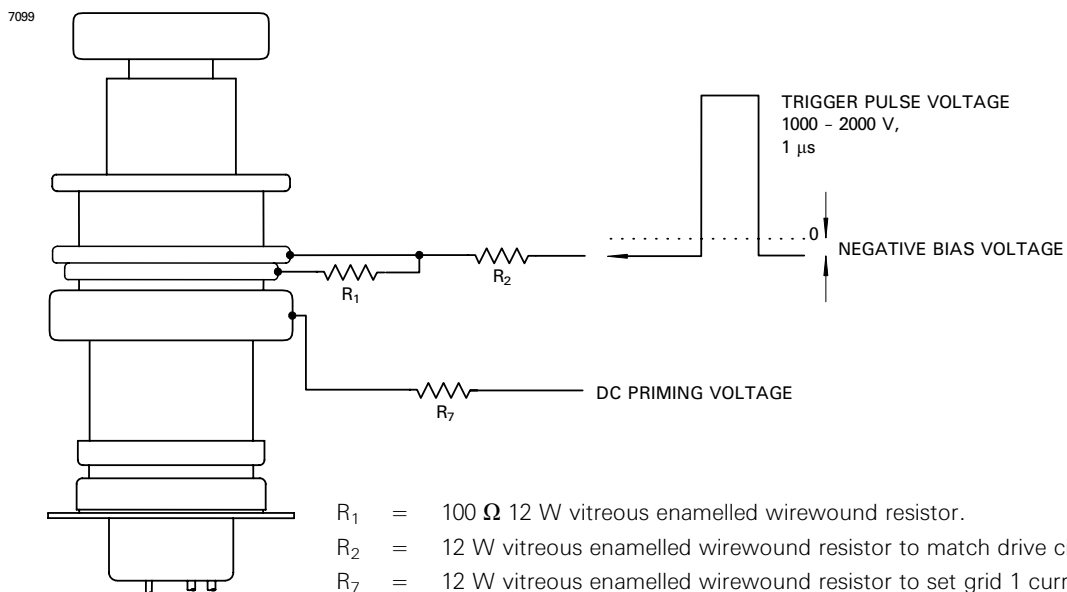 7099
TRIGGER PULSE VOLTAGE
1000 – 2000 V,
1 μs
0
NEGATIVE BIAS VOLTAGE
R₂
R₁
DC PRIMING VOLTAGE
R₇
R₁ = 100 Ω 12 W vitreous enamelled wirewound resistor.
R₂ = 12 W vitreous enamelled wirewound resistor to match drive
R₇ = 12 W vitreous enamelled wirewound resistor to set grid 1